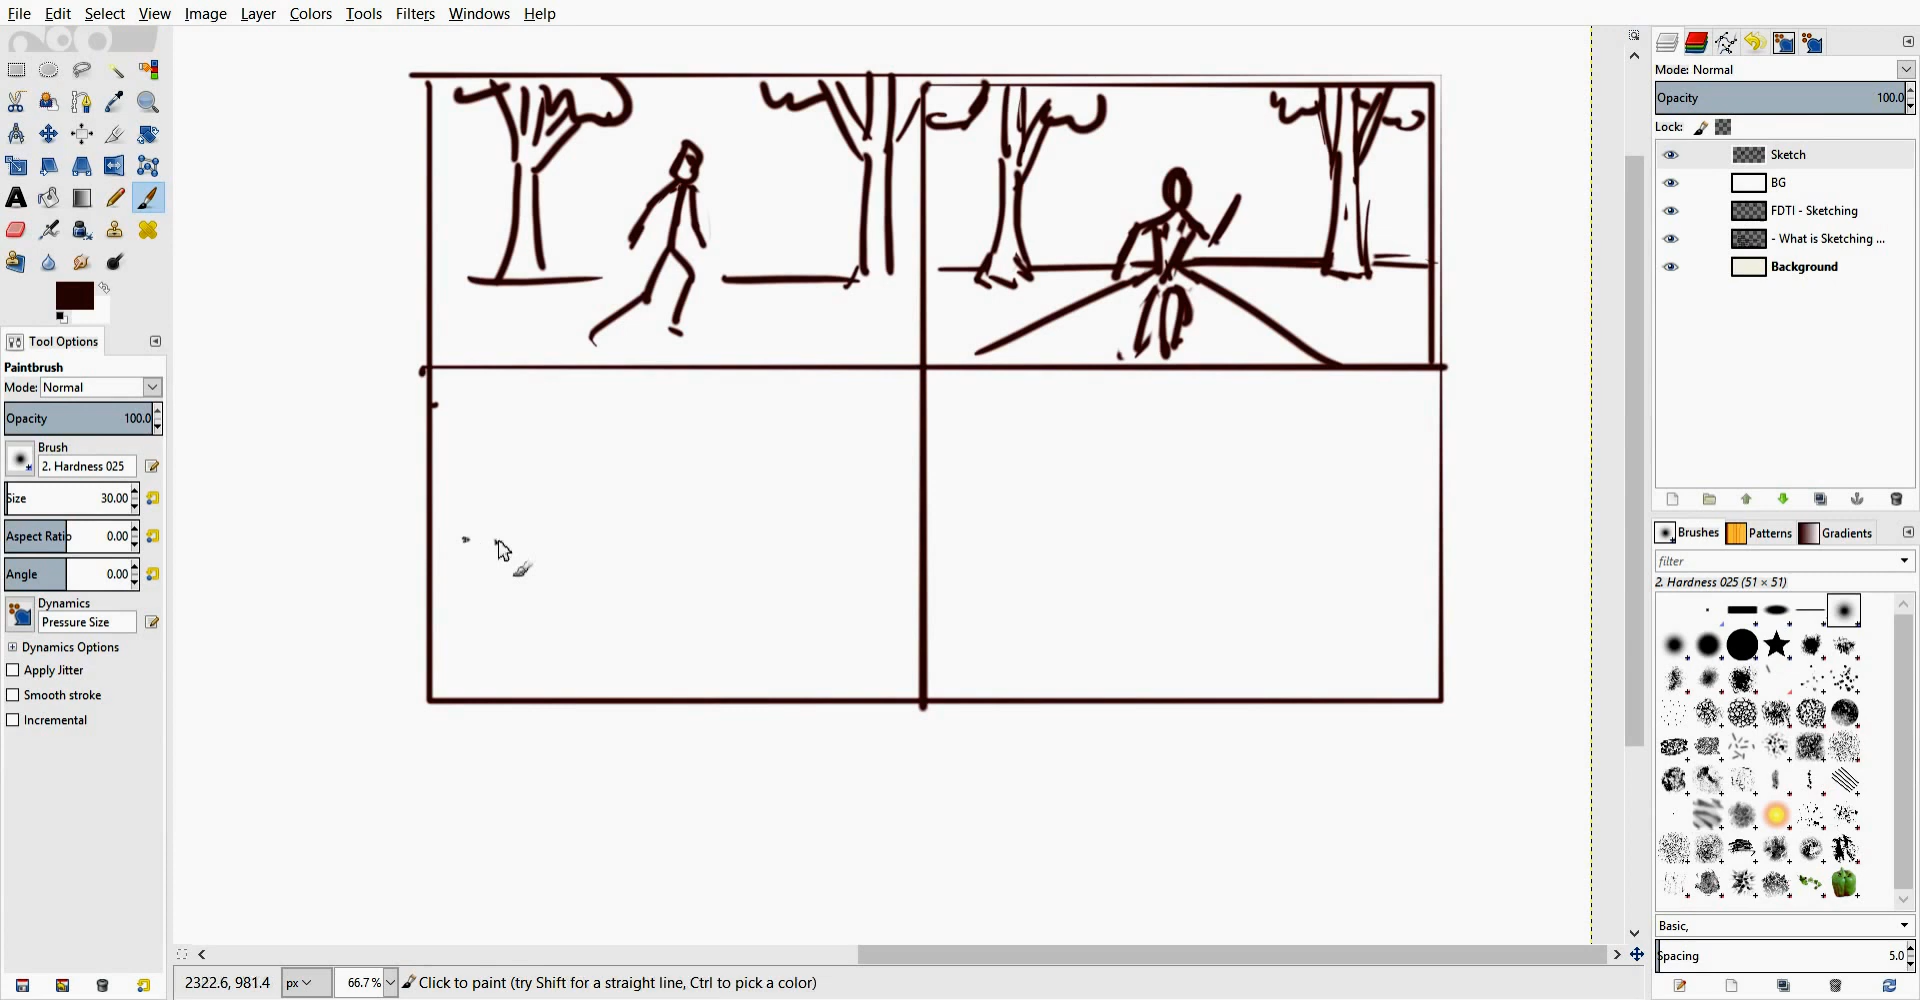 File Edit Select View Image Layer Colors Tools Filters Windows Help
Mode: Normal
Opacity 100.0
Lock:
Sketch
BG
FDTI - Sketching
- What is Sketching ...
Background
Tool Options
Paintbrush
Mode: Normal
Opacity 100.0
Brush
2. Hardness 025
Size 30.00
Aspect Ratio 0.00
Angle 0.00
Dynamics
Pressure Size
Dynamics Options
Apply Jitter
Smooth stroke
Incremental
Brushes Patterns Gradients
filter
2. Hardness 025 (51 × 51)
Basic,
Spacing 5.0
2322.6, 981.4 px 66.7 % Click to paint (try Shift for a straight line, Ctrl to pick a color)